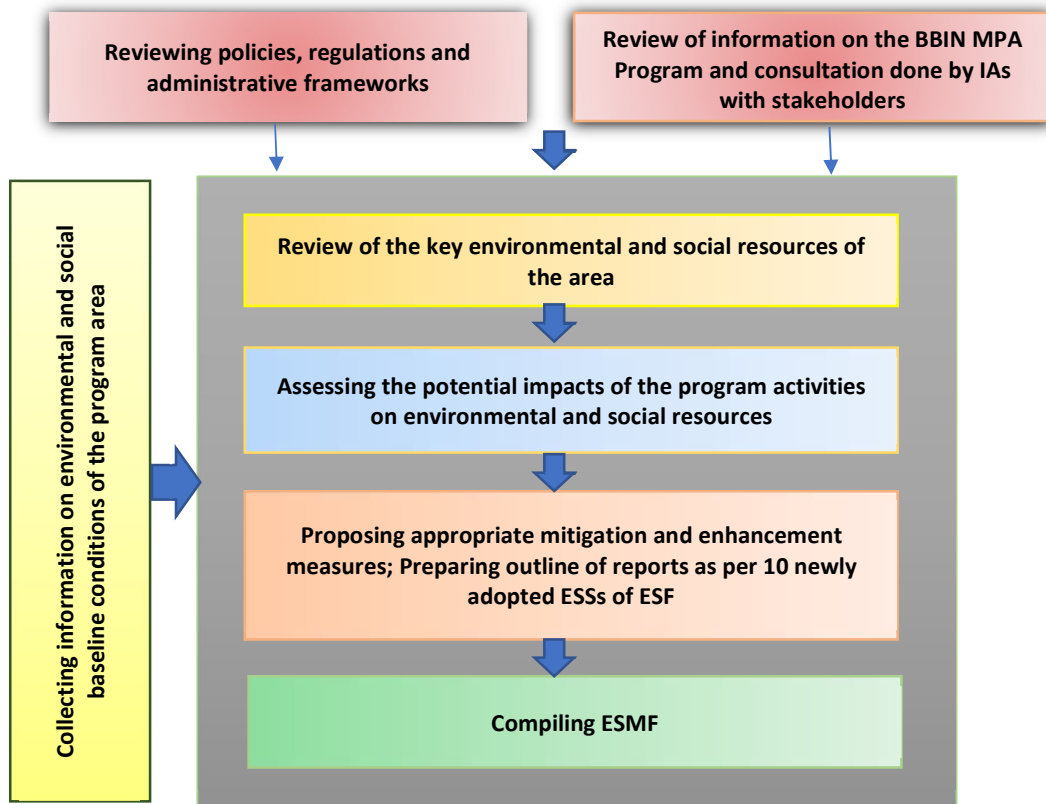 Reviewing policies, regulations and
administrative frameworks
Review of information on the BBIN MPA
Program and consultation done by IAs
with stakeholders
Collecting information on environmental and social
baseline conditions of the program area
Review of the key environmental and social resources of
the area
Assessing the potential impacts of the program activities
on environmental and social resources
Proposing appropriate mitigation and enhancement
measures; Preparing outline of reports as per 10 newly
adopted ESSs of ESF
Compiling ESMF